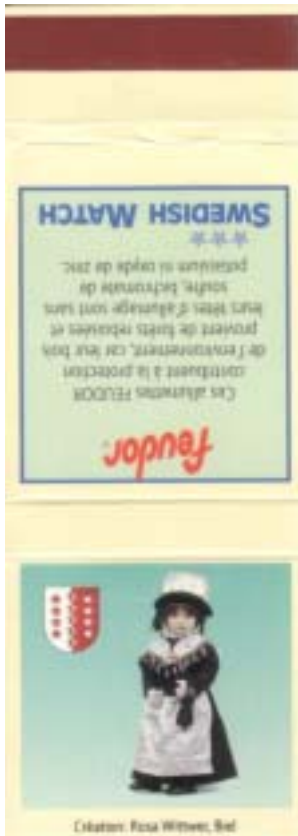 feudor.
Ces allumettes FEUDOR
contribuent à la protection
de l'environnement, car leur bois
provient de forêts reboisées et
leurs têtes d'allumage sont sans
soufre, bichromate de
potassium ni oxyde de zinc.
SWEDISH MATCH
Création: Rosa Wittwer, Biel